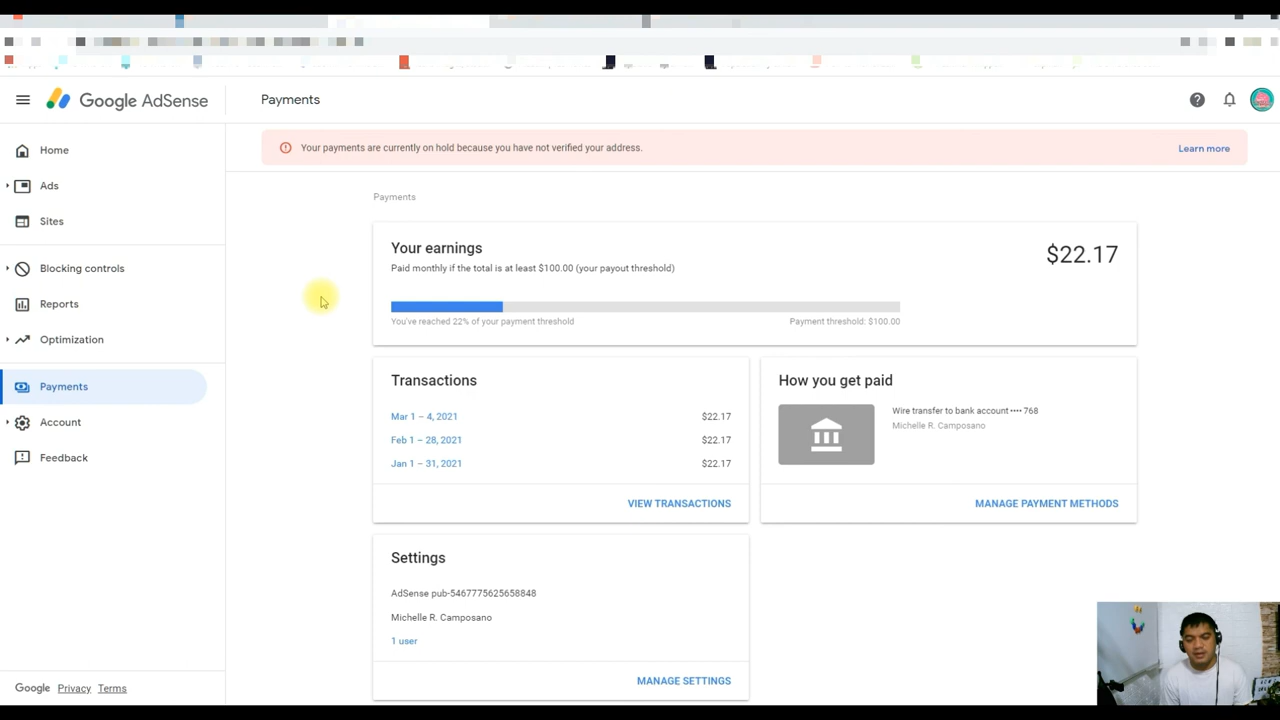 Google AdSense
Payments
Home
Ads
Sites
Blocking controls
Reports
Optimization
Payments
Account
Feedback
Google Privacy Terms
Your payments are currently on hold because you have not verified your address.
Learn more
Payments
Your earnings
$22.17
Paid monthly if the total is at least $100.00 (your payout threshold)
You've reached 22% of your payment threshold
Payment threshold: $100.00
Transactions
Mar 1 – 4, 2021 $22.17
Feb 1 – 28, 2021 $22.17
Jan 1 – 31, 2021 $22.17
VIEW TRANSACTIONS
How you get paid
Wire transfer to bank account •••• 768
Michelle R. Camposano
MANAGE PAYMENT METHODS
Settings
AdSense pub-5467775625658848
Michelle R. Camposano
1 user
MANAGE SETTINGS